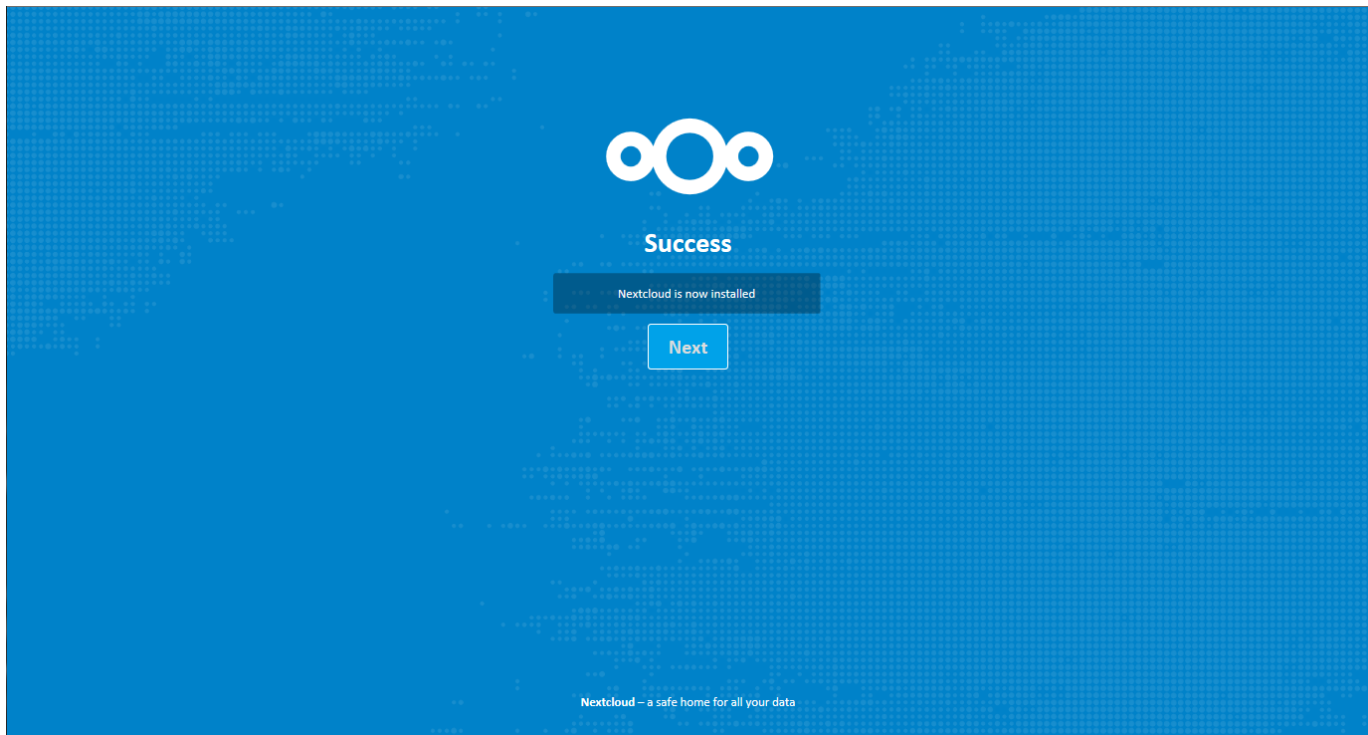 Success
Nextcloud is now installed
Next
Nextcloud – a safe home for all your data